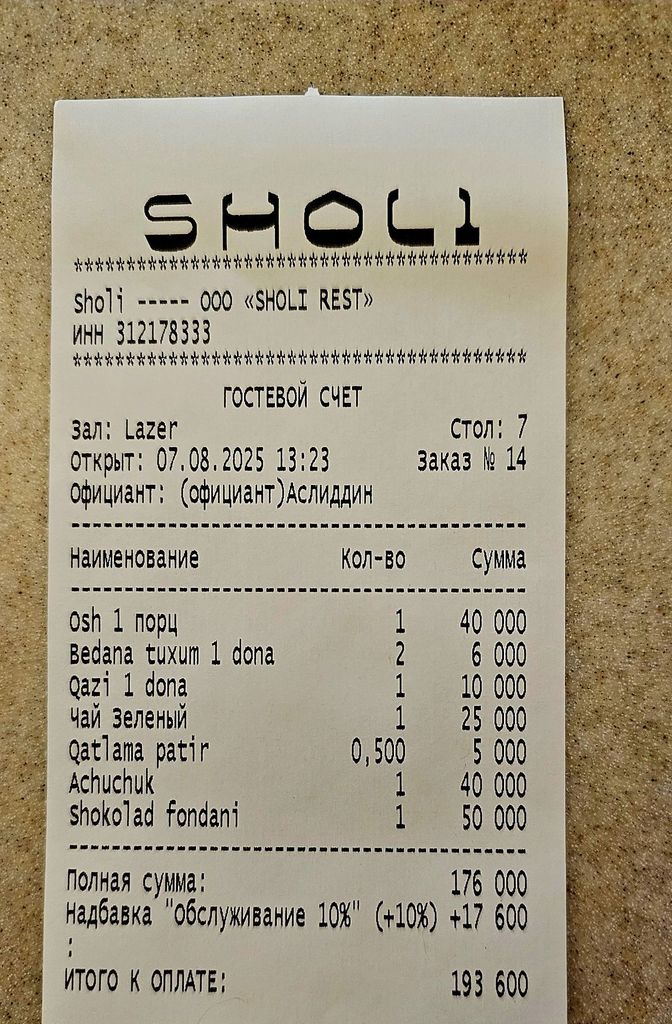 SHOLI
******************************************
Sholi ----- ООО «SHOLI REST»
ИНН 312178333
******************************************
ГОСТЕВОЙ СЧЕТ
Зал: Lazer Стол: 7
Открыт: 07.08.2025 13:23 Заказ № 14
Официант: (официант)Аслиддин
------------------------------------------
Наименование Кол-во Сумма
------------------------------------------
Osh 1 порц 1 40 000
Bedana tuxum 1 dona 2 6 000
Qazi 1 dona 1 10 000
Чай Зеленый 1 25 000
Qatlama patir 0,500 5 000
Achuchuk 1 40 000
Shokolad fondani 1 50 000
------------------------------------------
Полная сумма: 176 000
Надбавка "Обслуживание 10%" (+10%) +17 600
:
ИТОГО К ОПЛАТЕ: 193 600